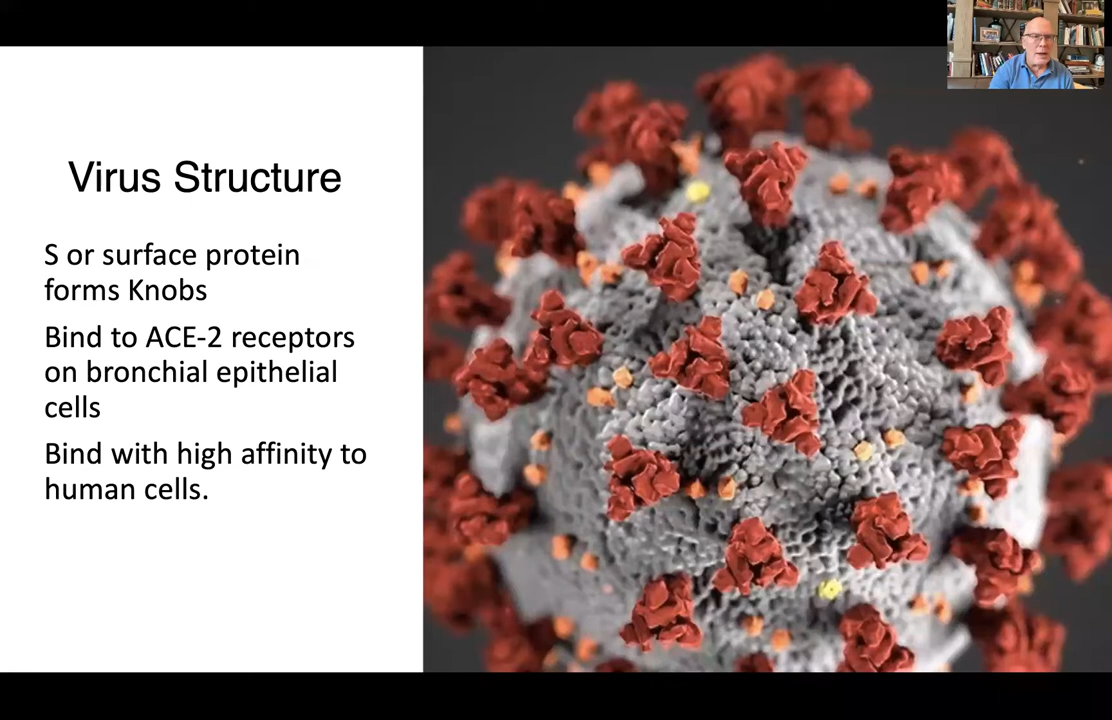 Virus Structure
S or surface protein
forms Knobs
Bind to ACE-2 receptors
on bronchial epithelial
cells
Bind with high affinity to
human cells.